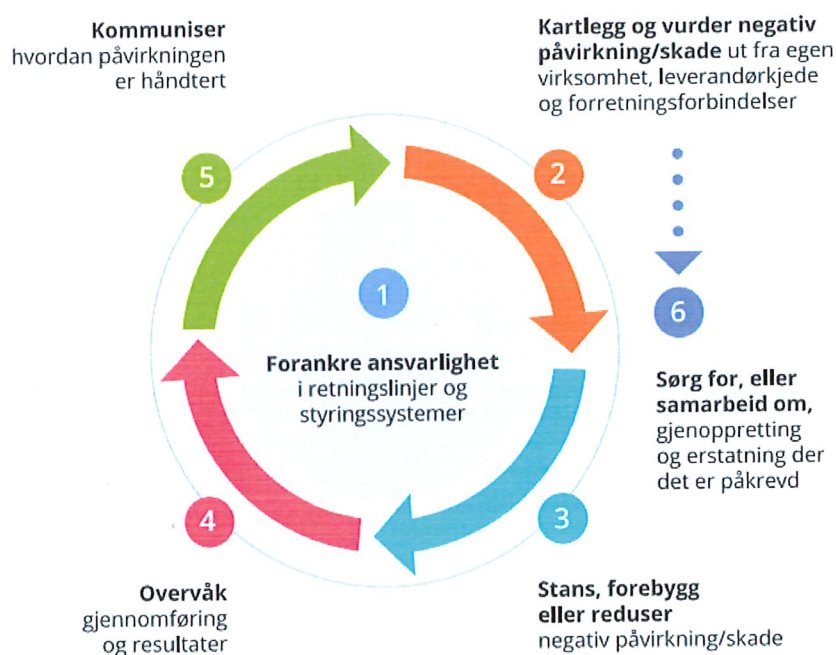 Kommuniser
hvordan påvirkningen
er håndtert
5
Kartlegg og vurder negativ
påvirkning/skade ut fra egen
virksomhet, leverandørkjede
og forretningsforbindelser
2
1
Forankre ansvarlighet
i retningslinjer og
styringssystemer
6
Sørg for, eller
samarbeid om,
gjenoppretting
og erstatning der
det er påkrevd
4
Overvåk
gjennomføring
og resultater
3
Stans, forebygg
eller reduser
negativ påvirkning/skade